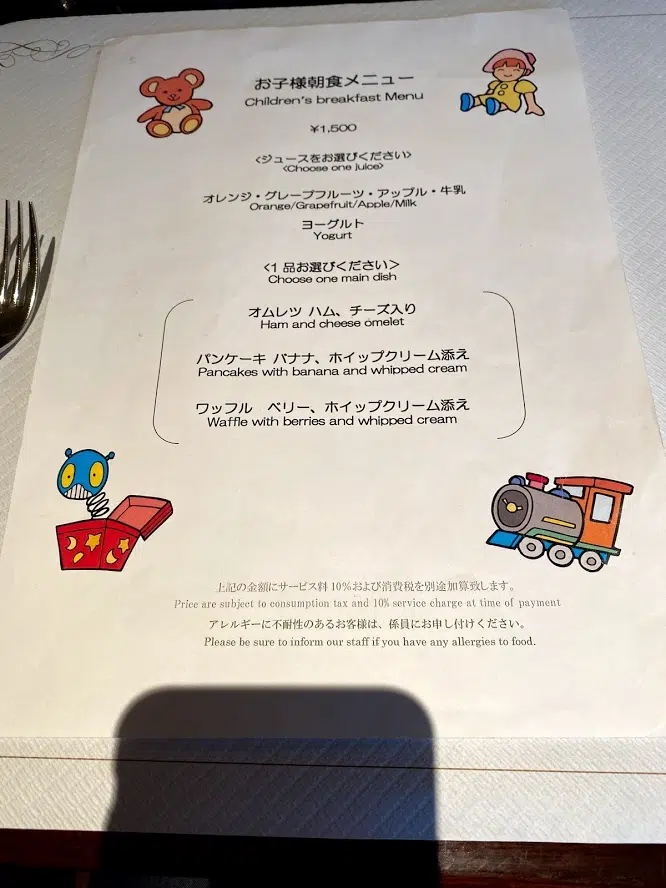 お子様朝食メニュー
Children's breakfast Menu
¥1,500
<ジュースをお選びください>
<Choose one juice>
オレンジ・グレープフルーツ・アップル・牛乳
Orange/Grapefruit/Apple/Milk
ヨーグルト
Yogurt
<1 品お選びください>
Choose one main dish
オムレツ ハム、チーズ入り
Ham and cheese omelet
パンケーキ バナナ、ホイップクリーム添え
Pancakes with banana and whipped cream
ワッフル ベリー、ホイップクリーム添え
Waffle with berries and whipped cream
上記の金額にサービス料 10%および消費税を別途加算致します。
Price are subject to consumption tax and 10% service charge at time of payment
アレルギーに不耐性のあるお客様は、係員にお申し付けください。
Please be sure to inform our staff if you have any allergies to food.